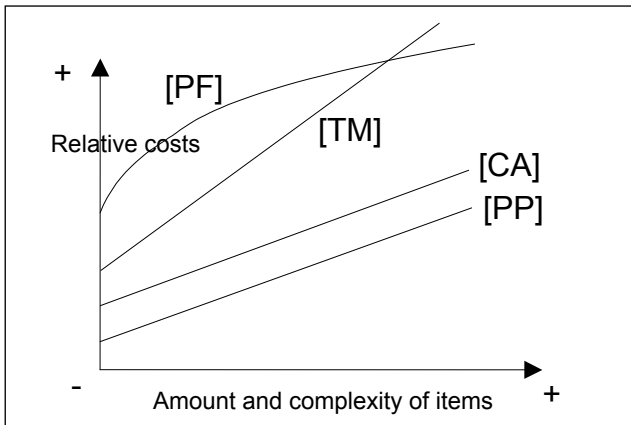 +
[PF]
[TM]
Relative costs
[CA]
[PP]
-
Amount and complexity of items
+